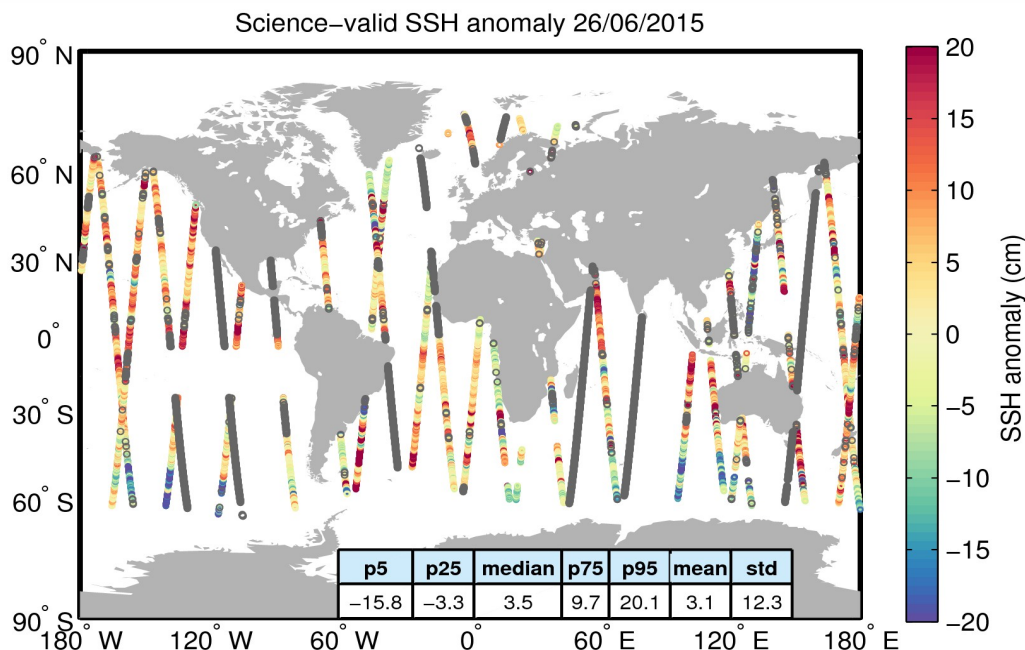 Science−valid SSH anomaly 26/06/2015
90° N
60° N
30° N
0°
30° S
60° S
90° S
180° W
120° W
60° W
0°
60° E
120° E
180° E
p5 p25 median p75 p95 mean std
−15.8 −3.3 3.5 9.7 20.1 3.1 12.3
20
15
10
5
0
−5
−10
−15
−20
SSH anomaly (cm)